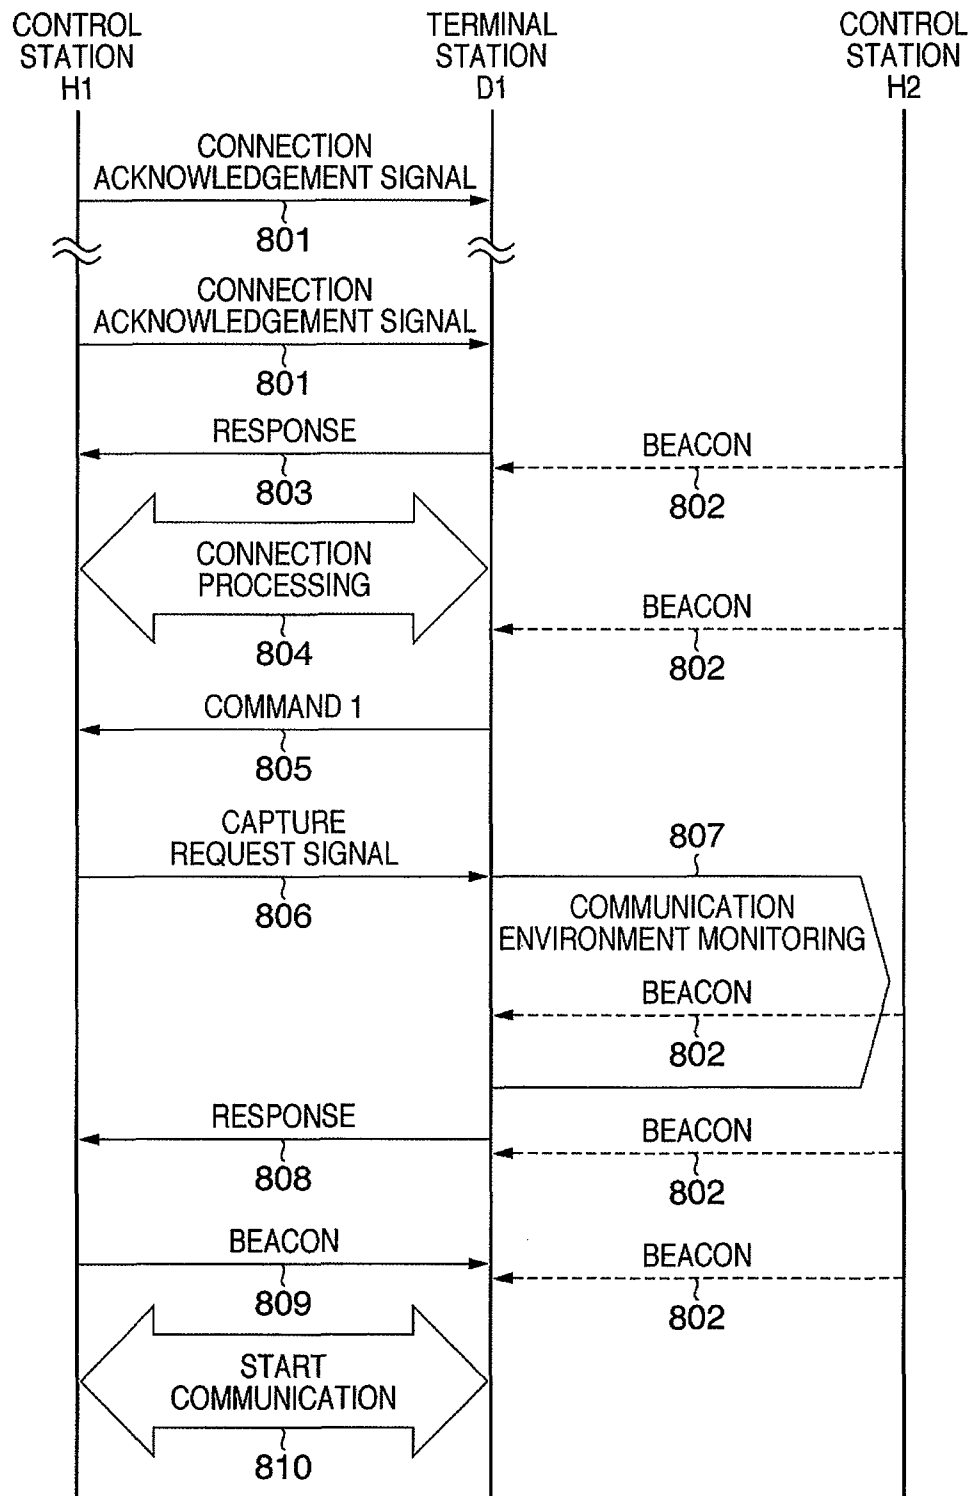 CONTROL
STATION
H1
TERMINAL
STATION
D1
CONTROL
STATION
H2
CONNECTION
ACKNOWLEDGEMENT SIGNAL
801
CONNECTION
ACKNOWLEDGEMENT SIGNAL
801
RESPONSE
803
BEACON
802
CONNECTION
PROCESSING
804
BEACON
802
COMMAND 1
805
CAPTURE
REQUEST SIGNAL
806
807
COMMUNICATION
ENVIRONMENT MONITORING
BEACON
802
RESPONSE
808
BEACON
802
BEACON
809
BEACON
802
START
COMMUNICATION
810